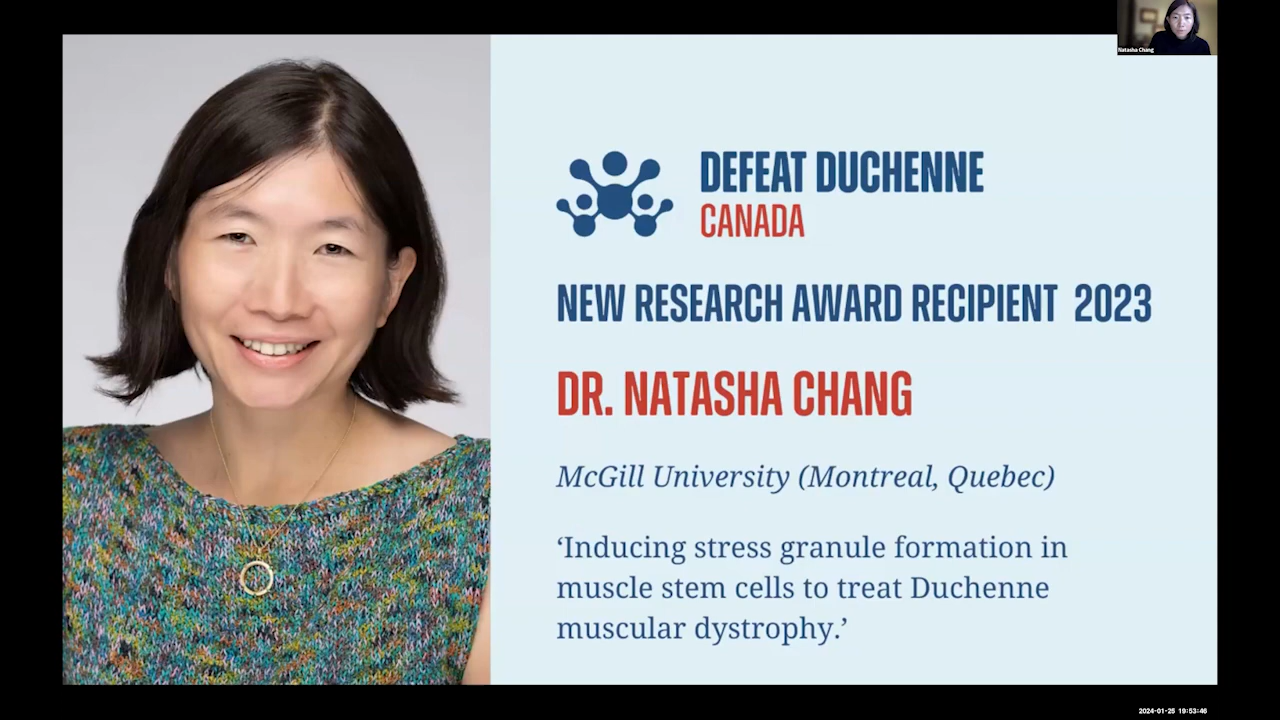 Natasha Chang
DEFEAT DUCHENNE
CANADA
NEW RESEARCH AWARD RECIPIENT 2023
DR. NATASHA CHANG
McGill University (Montreal, Quebec)
‘Inducing stress granule formation in
muscle stem cells to treat Duchenne
muscular dystrophy.’
2024-01-25 19:53:46